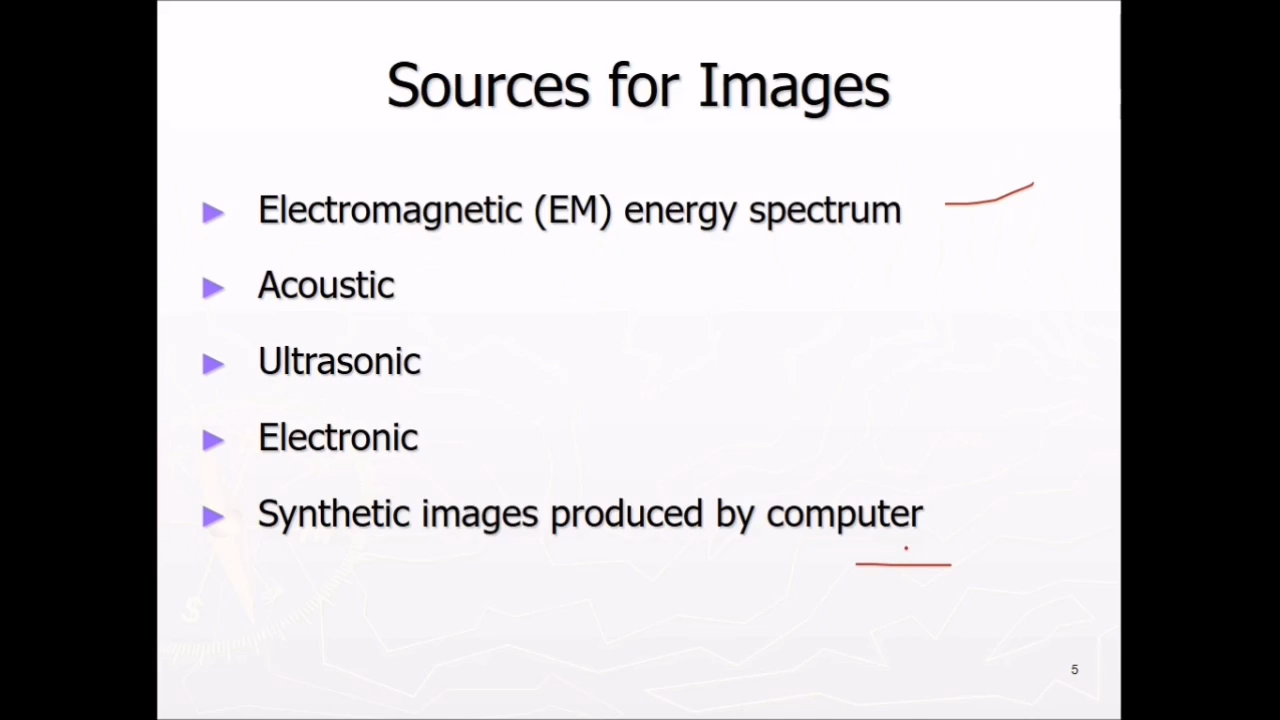 Sources for Images
► Electromagnetic (EM) energy spectrum
► Acoustic
► Ultrasonic
► Electronic
► Synthetic images produced by computer
5